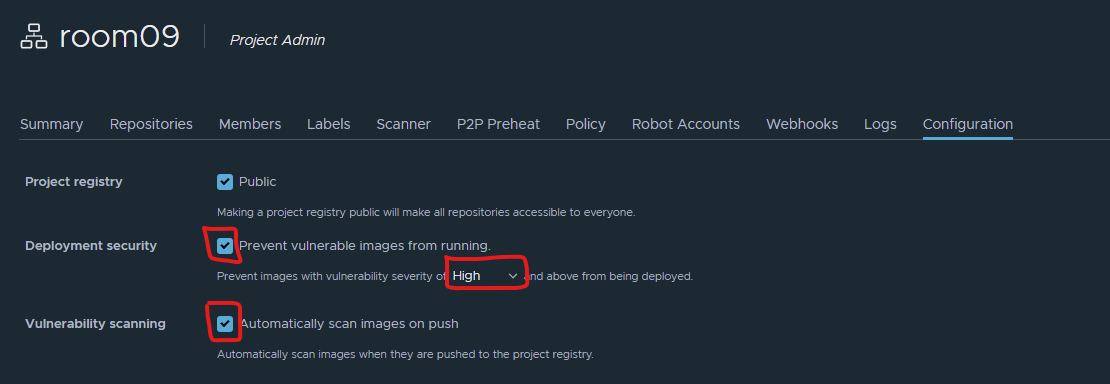 room09 Project Admin
Summary Repositories Members Labels Scanner P2P Preheat Policy Robot Accounts Webhooks Logs Configuration
Project registry Public
Making a project registry public will make all repositories accessible to everyone.
Deployment security Prevent vulnerable images from running.
Prevent images with vulnerability severity of High and above from being deployed.
Vulnerability scanning Automatically scan images on push
Automatically scan images when they are pushed to the project registry.